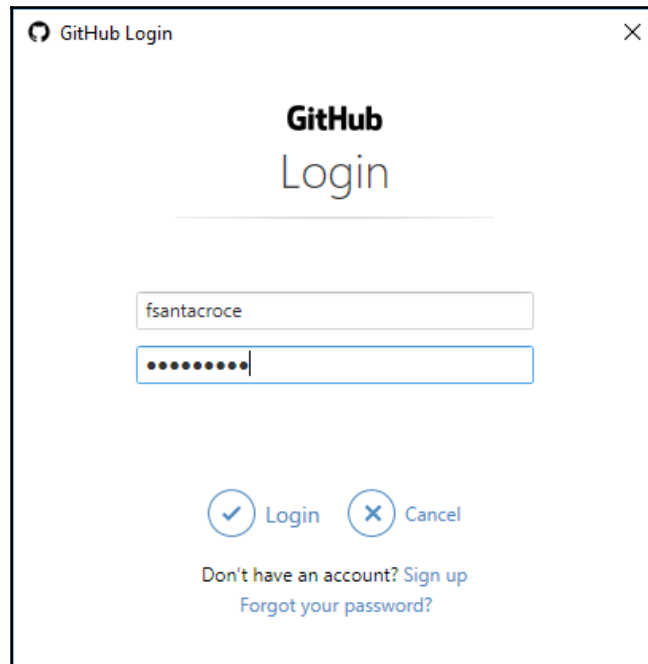 GitHub Login
GitHub
Login
fsantacroce
●●●●●●●●●
Login Cancel
Don't have an account? Sign up
Forgot your password?